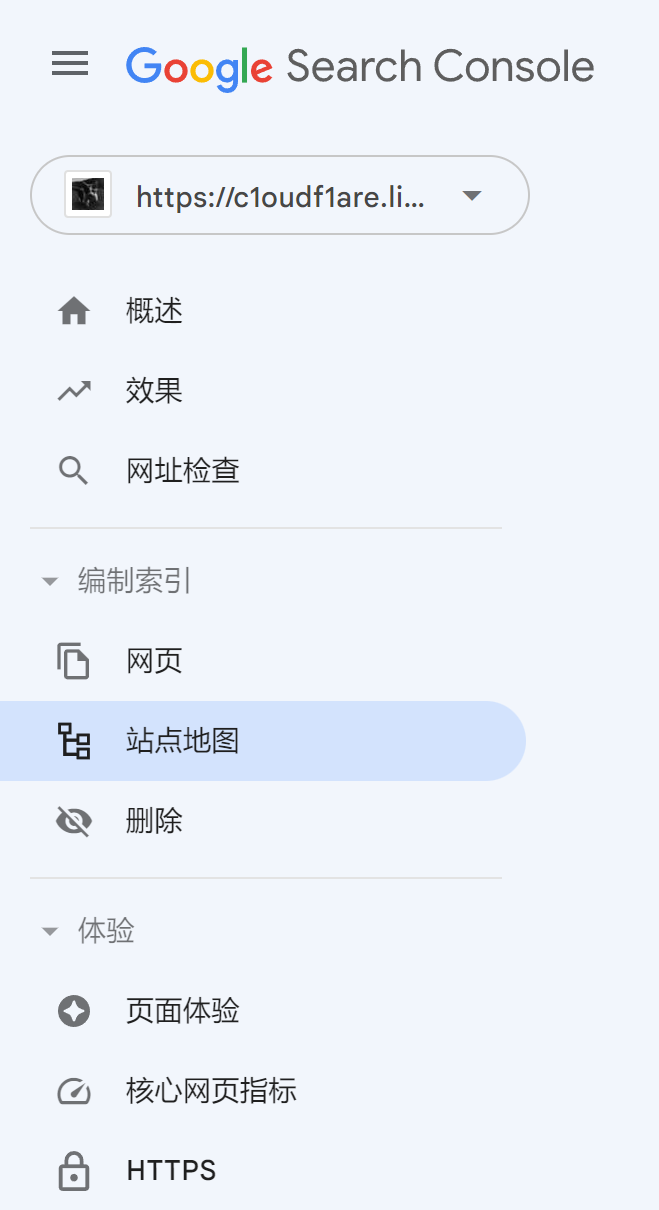 Google Search Console
https://c1oudf1are.li...
概述
效果
网址检查
编制索引
网页
站点地图
删除
体验
页面体验
核心网页指标
HTTPS